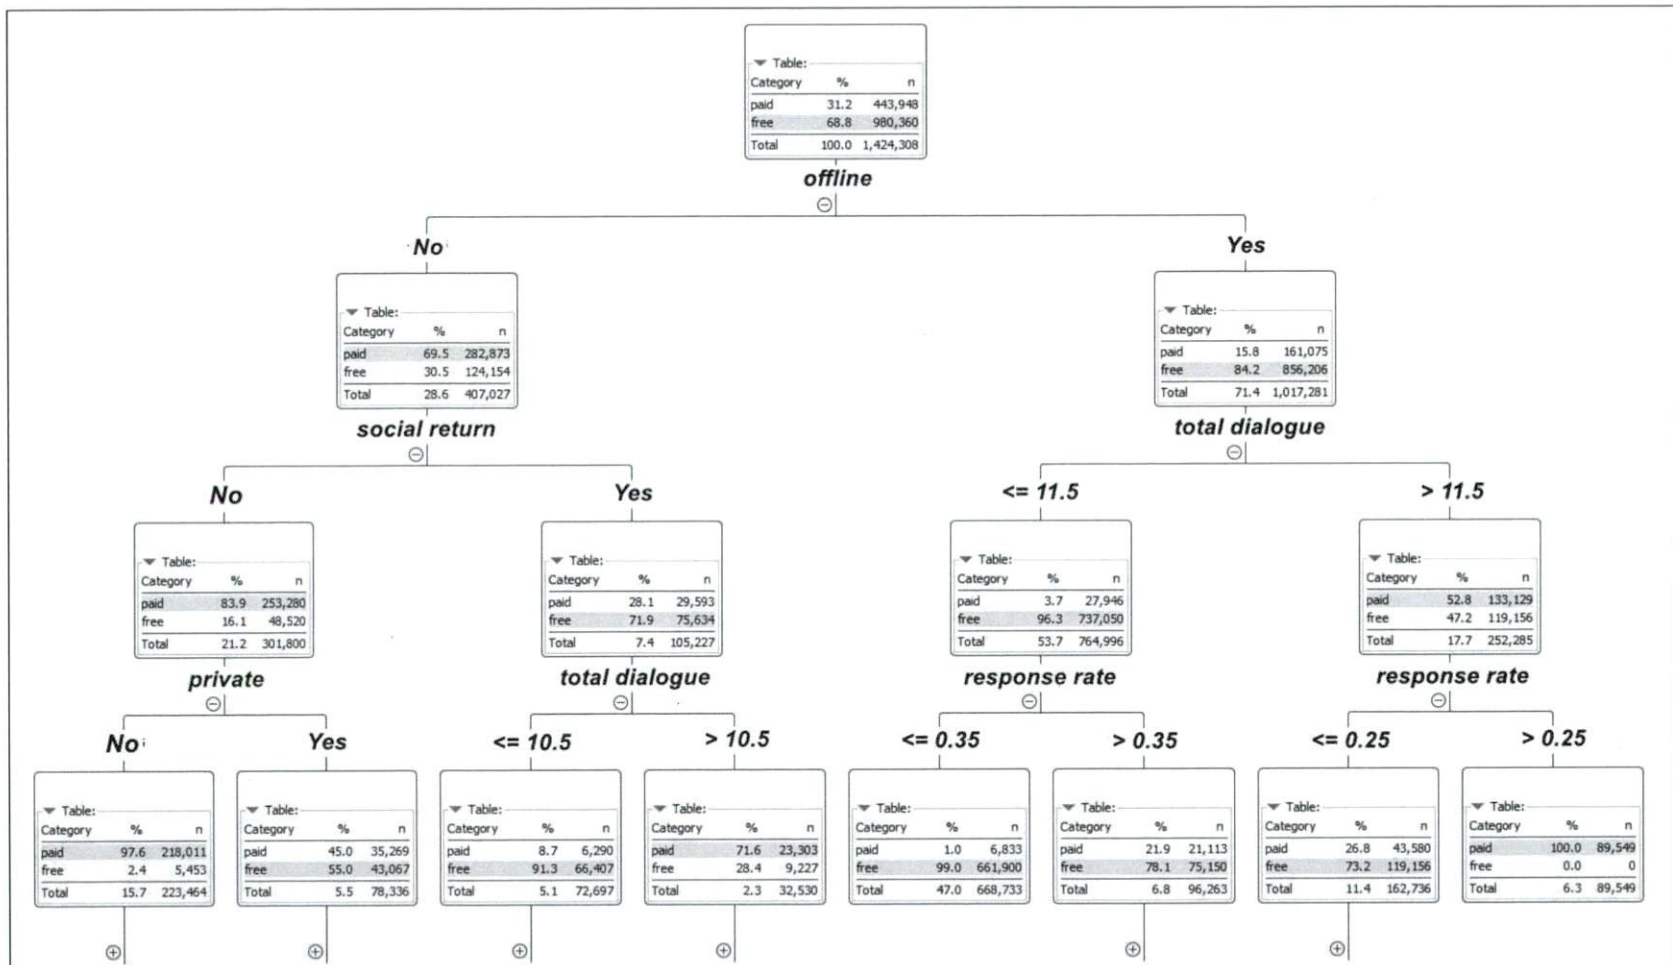 Table:
Category % n
paid 31.2 443,948
free 68.8 980,360
Total 100.0 1,424,308
offline
No
Yes
Table:
Category % n
paid 69.5 282,873
free 30.5 124,154
Total 28.6 407,027
social return
Table:
Category % n
paid 15.8 161,075
free 84.2 856,206
Total 71.4 1,017,281
total dialogue
No
Yes
<= 11.5
> 11.5
Table:
Category % n
paid 83.9 253,280
free 16.1 48,520
Total 21.2 301,800
private
Table:
Category % n
paid 28.1 29,593
free 71.9 75,634
Total 7.4 105,227
total dialogue
Table:
Category % n
paid 3.7 27,946
free 96.3 737,050
Total 53.7 764,996
response rate
Table:
Category % n
paid 52.8 133,129
free 47.2 119,156
Total 17.7 252,285
response rate
No
Yes
<= 10.5
> 10.5
<= 0.35
> 0.35
<= 0.25
> 0.25
Table:
Category % n
paid 97.6 218,011
free 2.4 5,453
Total 15.7 223,464
Table:
Category % n
paid 45.0 35,269
free 55.0 43,067
Total 5.5 78,336
Table:
Category % n
paid 8.7 6,290
free 91.3 66,407
Total 5.1 72,697
Table:
Category % n
paid 71.6 23,303
free 28.4 9,227
Total 2.3 32,530
Table:
Category % n
paid 1.0 6,833
free 99.0 661,900
Total 47.0 668,733
Table:
Category % n
paid 21.9 21,113
free 78.1 75,150
Total 6.8 96,263
Table:
Category % n
paid 26.8 43,580
free 73.2 119,156
Total 11.4 162,736
Table:
Category % n
paid 100.0 89,549
free 0.0 0
Total 6.3 89,549